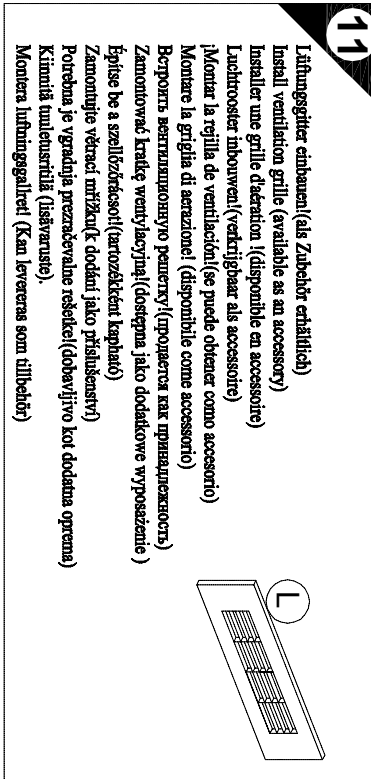 11
Lüftungsgitter einbauen!(als Zubehör erhältlich)
Install ventilation grille (available as an accessory)
Installer une grille d'aération !(disponible en accessoire)
Luchtrooster inbouwen!(verkrijgbaar als accessoire)
¡Montar la rejilla de ventilación!(se puede obtener como accesorio)
Montare la griglia di aerazione! (disponibile come accessorio)
Встроить вентиляционную решетку!(продается как принадлежность)
Zamontować kratkę wentylacyjną!(dostępna jako dodatkowe wyposażenie )
Építse be a szellőzőrácsot!(tartozékként kapható)
Zamontujte větrací mřížku(k dodání jako příslušenství)
Potrebna je vgradnja prezračevalne rešetke!(dobavljivo kot dodatna oprema)
Kiinnitä tuuletusritilä (lisävaruste).
Montera luftningsgallret! (Kan levereras som tillbehör)
L